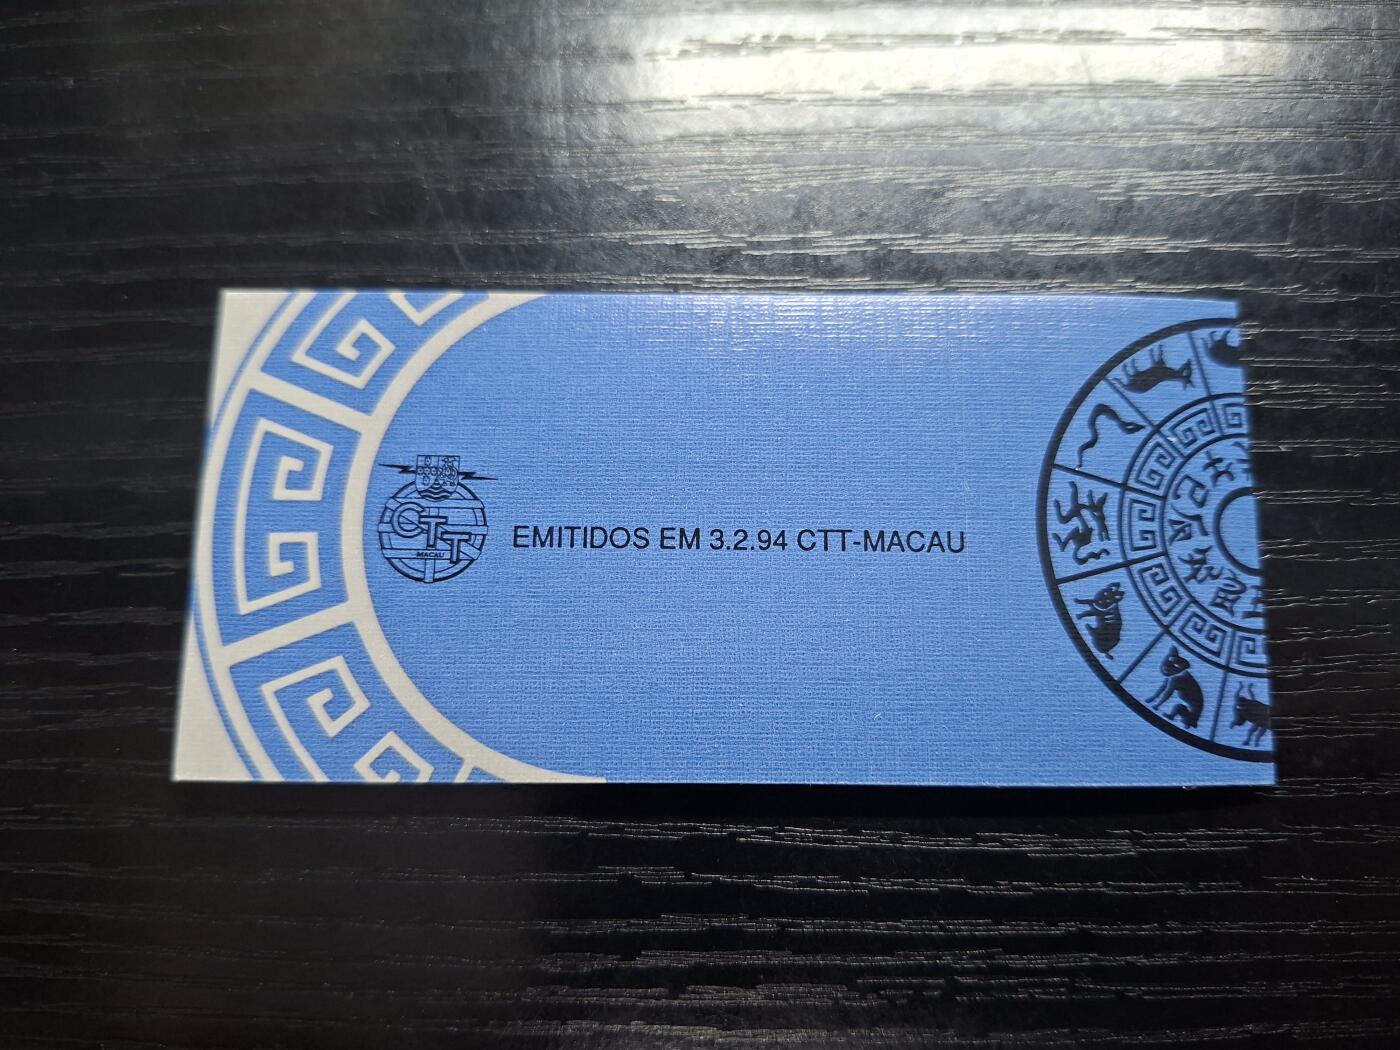 CTT
MACAU
EMITIDOS EM 3.2.94 CTT-MACAU